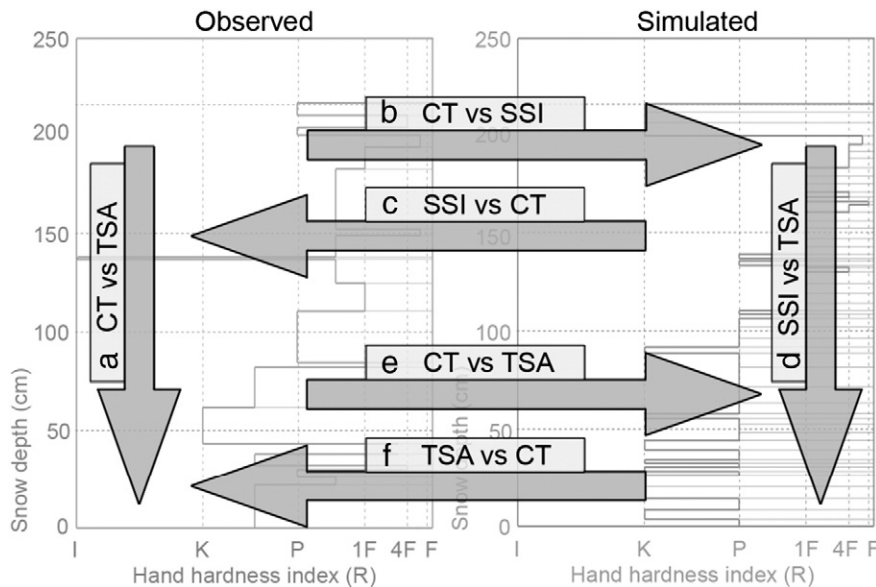 Observed Simulated
250 250
200 200
150 150
100 100
50 50
0 0
Snow depth (cm) Snow depth (cm)
b CT vs SSI
c SSI vs CT
a CT vs TSA
d SSI vs TSA
e CT vs TSA
f TSA vs CT
I K P 1F 4F F I K P 1F 4F F
Hand hardness index (R) Hand hardness index (R)